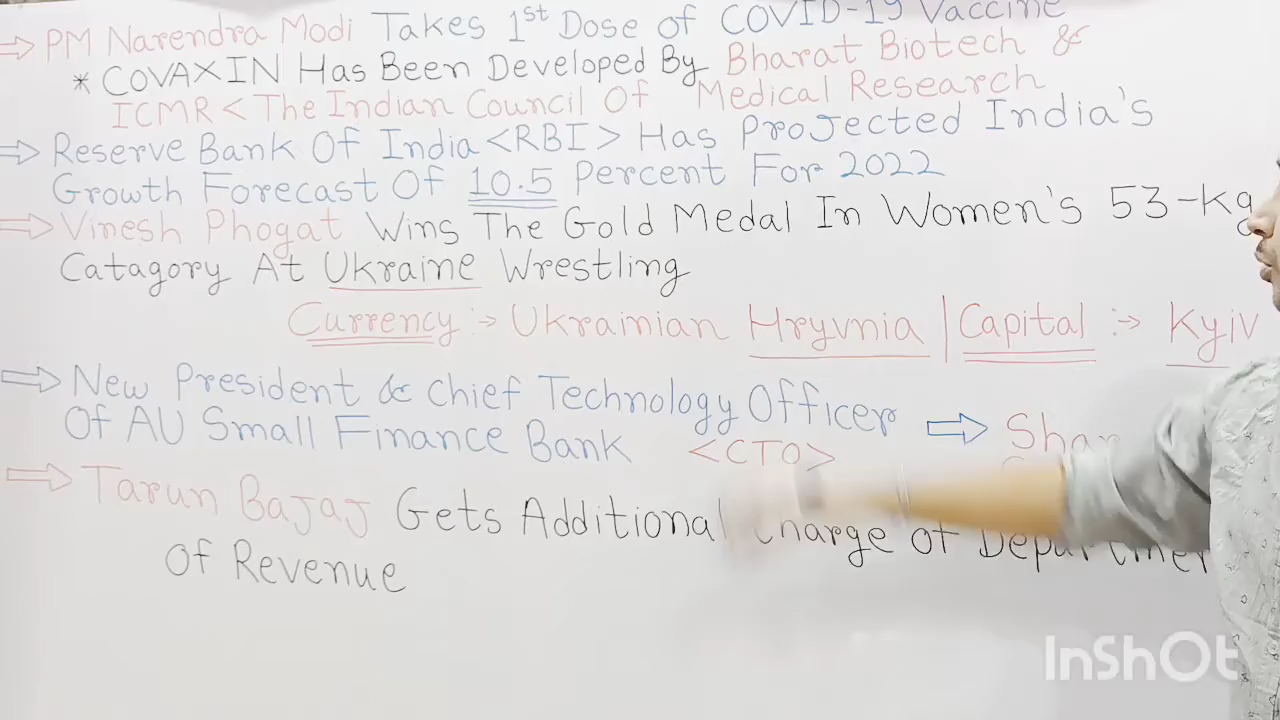 ⇒ PM Narendra Modi Takes 1st Dose of COVID-19 Vaccine
* COVAXIN Has Been Developed By Bharat Biotech &
ICMR < The Indian Council Of Medical Research
⇒ Reserve Bank Of India <RBI> Has Projected India's
Growth Forecast Of 10.5 Percent For 2022
⇒ Vinesh Phogat Wins The Gold Medal In Women's 53-kg
Catagory At Ukraine Wrestling
Currency :→ Ukrainian Hryvnia | Capital :→ Kyiv
⇒ New President & Chief Technology Officer ⇒
Of AU Small Finance Bank <CTO>
⇒ Tarun Bajaj Gets Additional Charge of
Of Revenue
InShOt